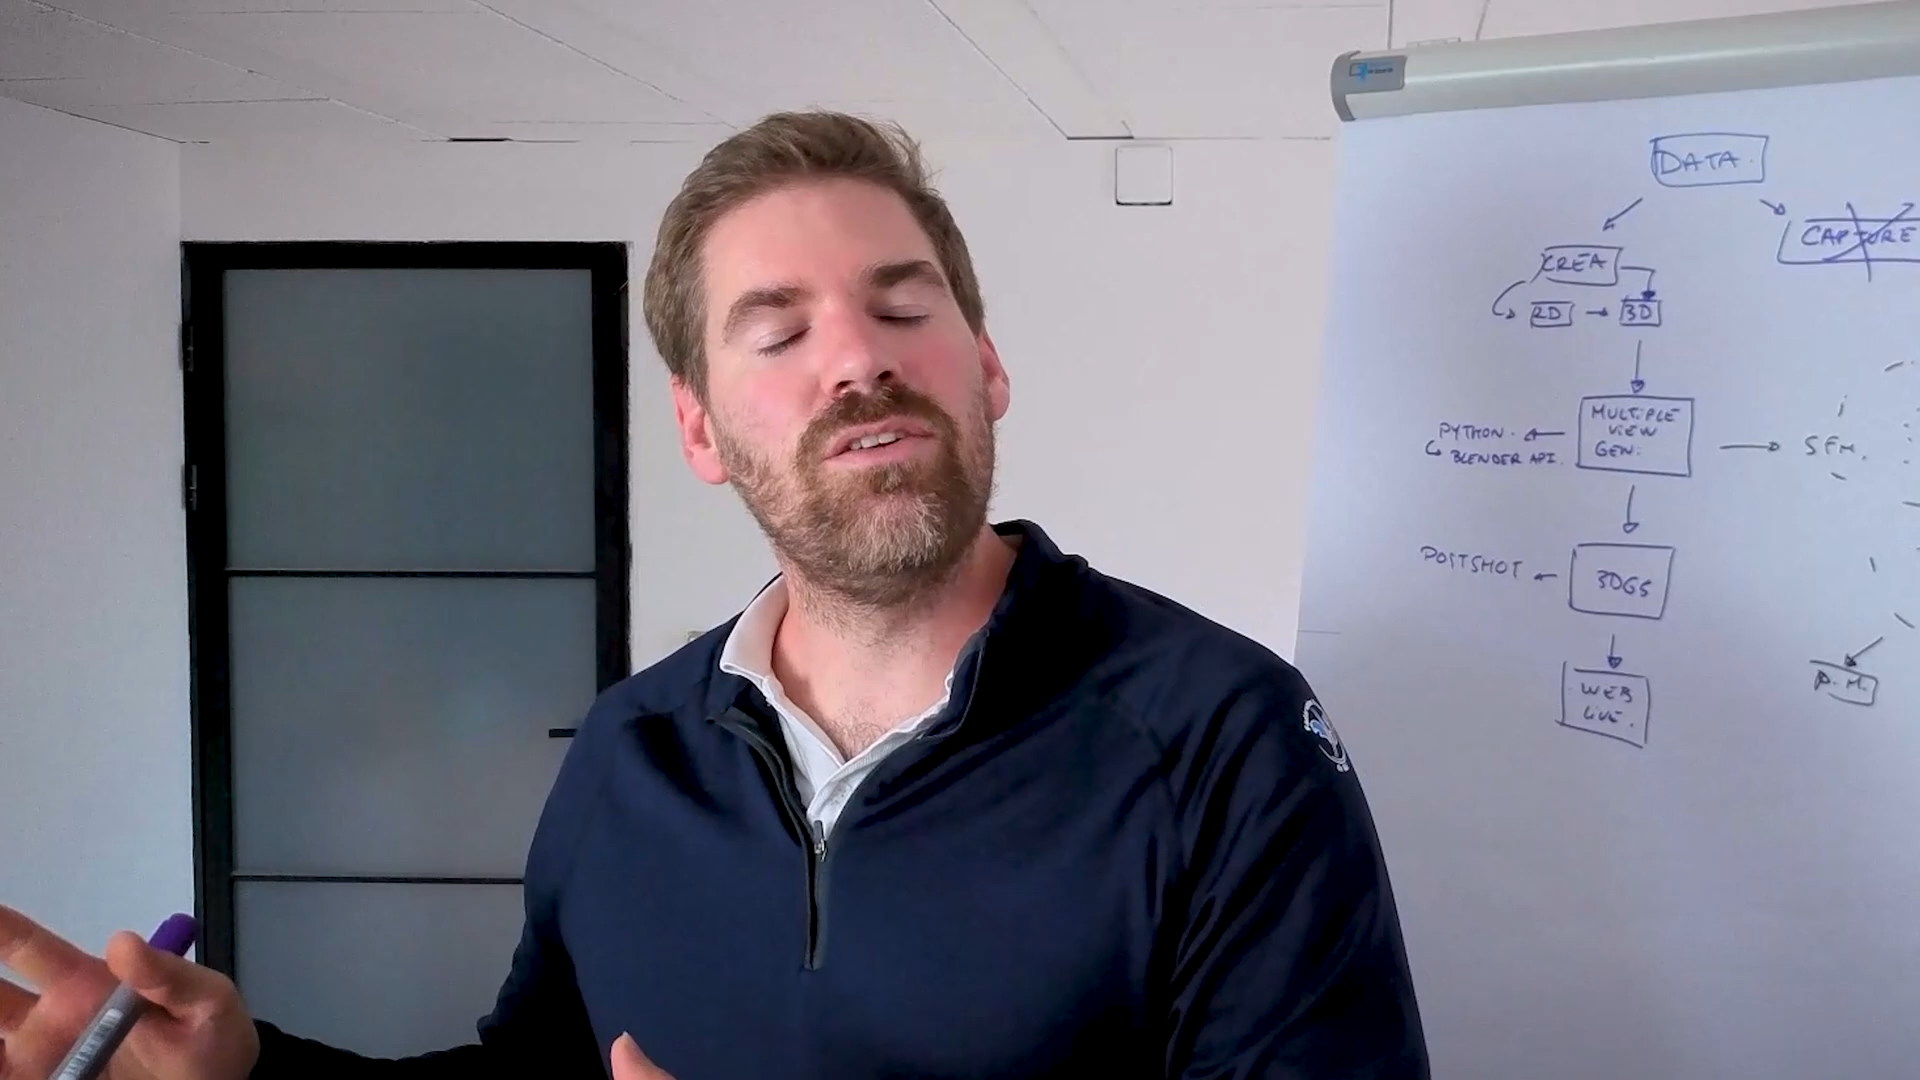 DATA.
CREA
CAPTURE
2D
3D
MULTIPLE
VIEW
GEN.
PYTHON.
BLENDER API.
SFM.
POSTSHOT
3DGS
P.M.
WEB
LIVE.